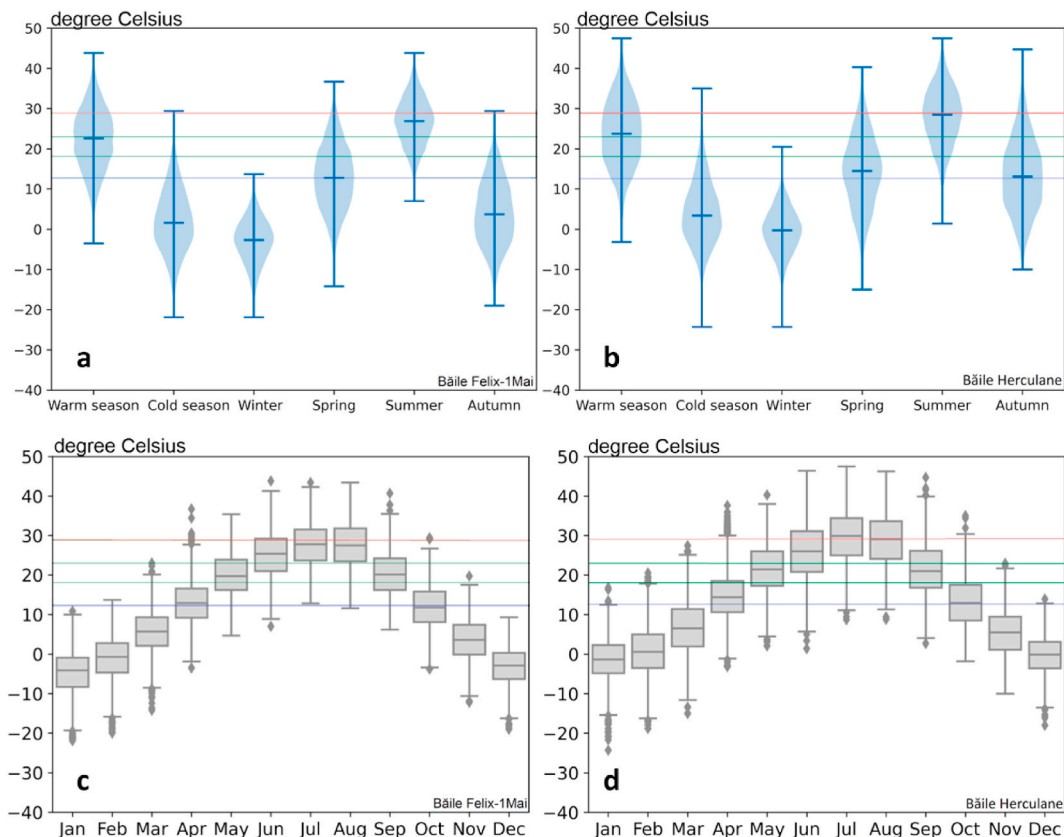 degree Celsius
50
40
30
20
10
0
−10
−20
−30
−40
a
Băile Felix-1Mai
Warm season Cold season Winter Spring Summer Autumn
degree Celsius
50
40
30
20
10
0
−10
−20
−30
−40
b
Băile Herculane
Warm season Cold season Winter Spring Summer Autumn
degree Celsius
50
40
30
20
10
0
−10
−20
−30
−40
c
Băile Felix-1Mai
Jan Feb Mar Apr May Jun Jul Aug Sep Oct Nov Dec
degree Celsius
50
40
30
20
10
0
−10
−20
−30
−40
d
Băile Herculane
Jan Feb Mar Apr May Jun Jul Aug Sep Oct Nov Dec